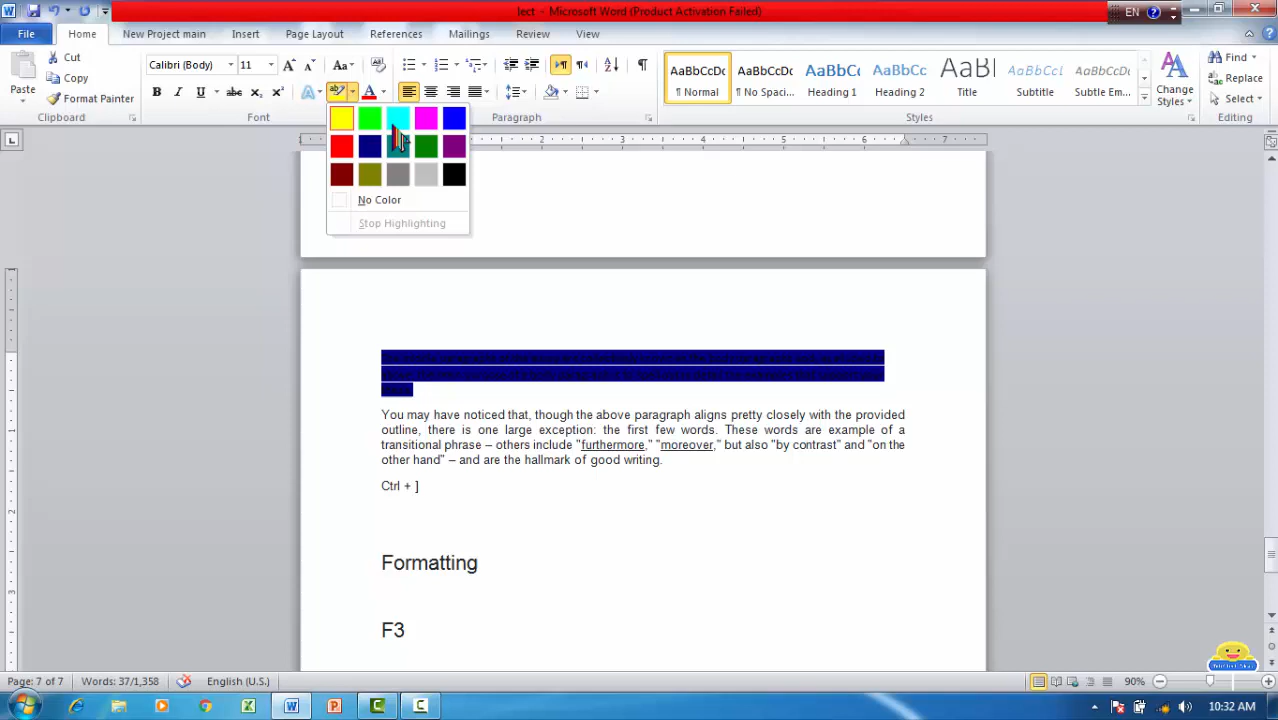 lect - Microsoft Word (Product Activation Failed)
EN
File Home New Project main Insert Page Layout References Mailings Review View
Cut
Copy
Format Painter
Paste
Clipboard
Calibri (Body) 11
Font
Paragraph
AaBbCcDc AaBbCcDc AaBbCc AaBbCc AaBl AaBbCcl AaBbCcDc
¶ Normal ¶ No Spaci... Heading 1 Heading 2 Title Subtitle Subtle Em...
Change Styles
Styles
Find
Replace
Select
Editing
No Color
Stop Highlighting
2 3 4 5 6 7
You may have noticed that, though the above paragraph aligns pretty closely with the provided
outline, there is one large exception: the first few words. These words are example of a
transitional phrase – others include "furthermore," "moreover," but also "by contrast" and "on the
other hand" – and are the hallmark of good writing.
Ctrl + ]
Formatting
F3
Page: 7 of 7 Words: 37/1,358 English (U.S.) 90%
10:32 AM